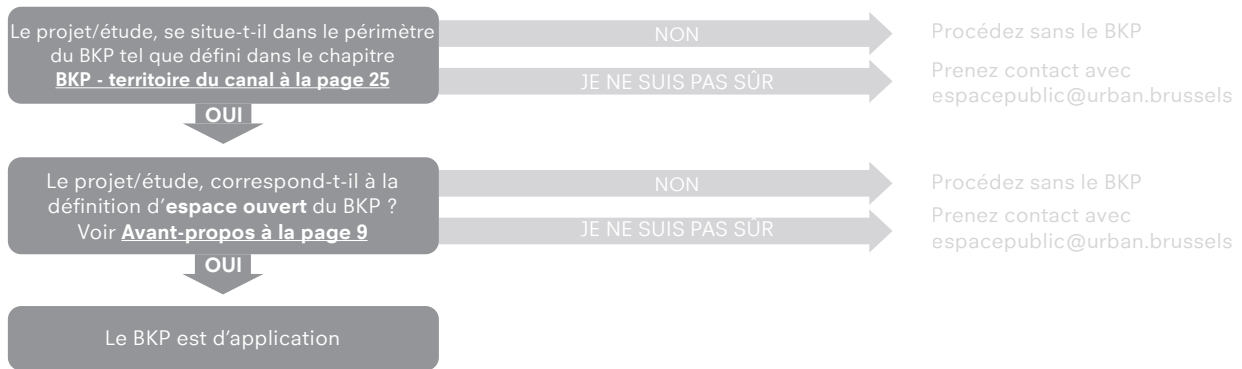 Le projet/étude, se situe-t-il dans le périmètre
du BKP tel que défini dans le chapitre
BKP - territoire du canal à la page 25
NON
Procédez sans le BKP
JE NE SUIS PAS SÛR
Prenez contact avec
espacepublic@urban.brussels
OUI
Le projet/étude, correspond-t-il à la
définition d'espace ouvert du BKP ?
Voir Avant-propos à la page 9
NON
Procédez sans le BKP
JE NE SUIS PAS SÛR
Prenez contact avec
espacepublic@urban.brussels
OUI
Le BKP est d'application